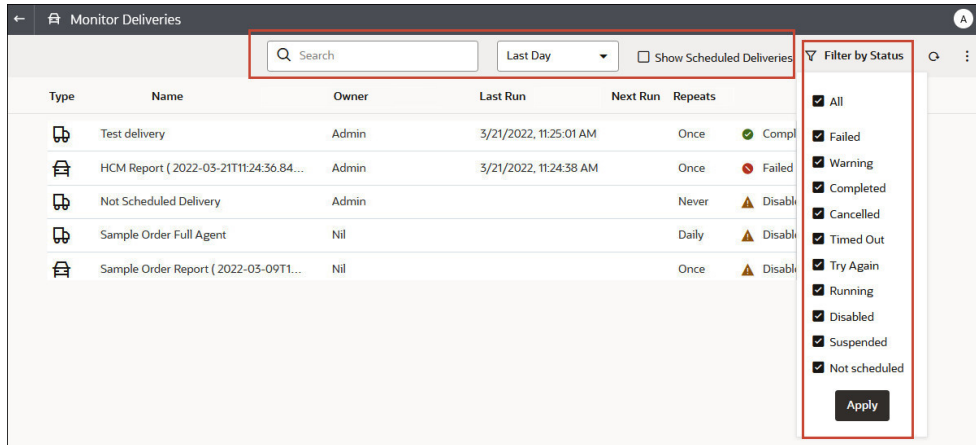 Monitor Deliveries A
Search Last Day Show Scheduled Deliveries Filter by Status
Type Name Owner Last Run Next Run Repeats
Test delivery Admin 3/21/2022, 11:25:01 AM Once Compl
HCM Report ( 2022-03-21T11:24:36.84... Admin 3/21/2022, 11:24:38 AM Once Failed
Not Scheduled Delivery Admin Never Disabl
Sample Order Full Agent Nil Daily Disabl
Sample Order Report ( 2022-03-09T1... Nil Once Disabl
All
Failed
Warning
Completed
Cancelled
Timed Out
Try Again
Running
Disabled
Suspended
Not scheduled
Apply